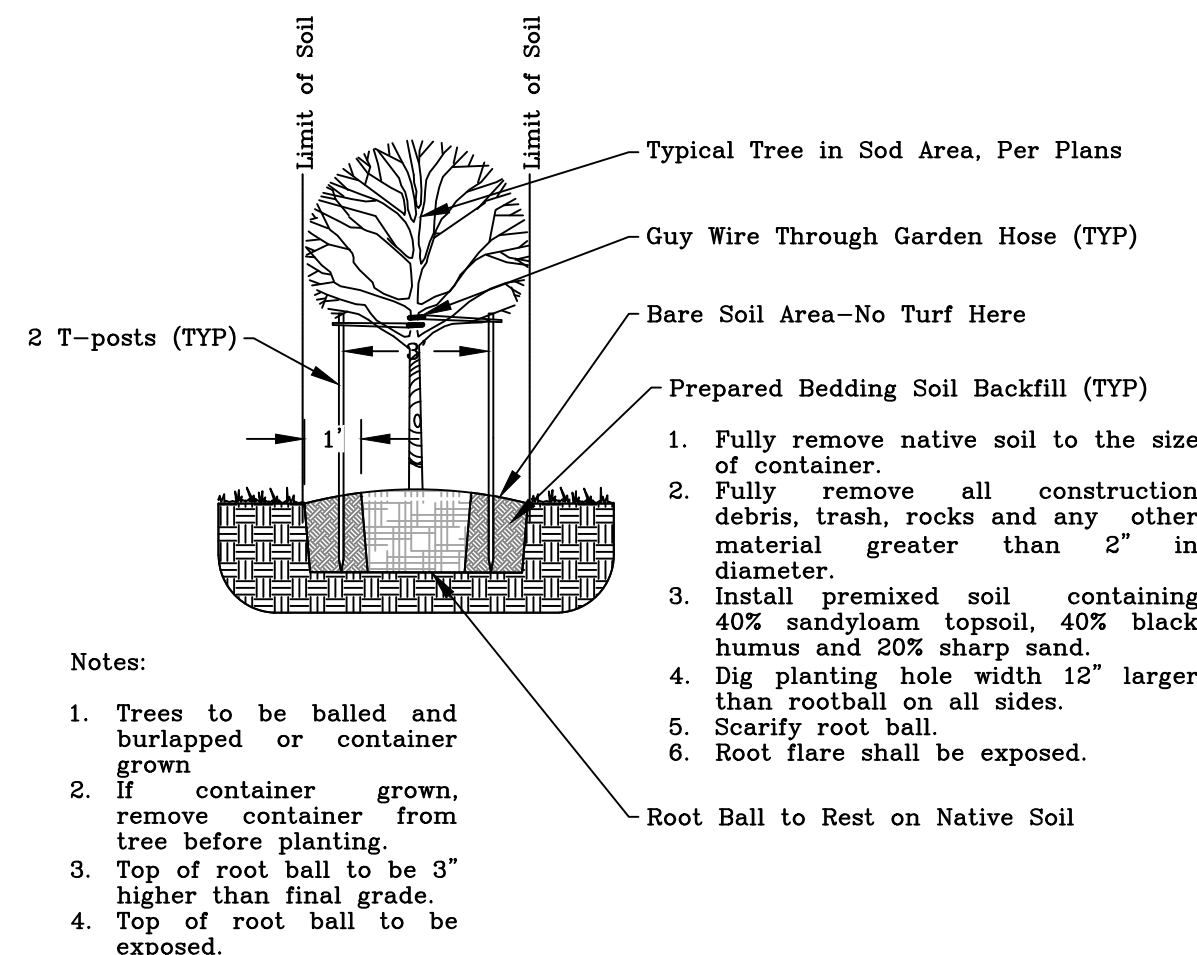 Limit of Soil
Limit of Soil
Typical Tree in Sod Area, Per Plans
Guy Wire Through Garden Hose (TYP)
Bare Soil Area-No Turf Here
2 T-posts (TYP)
Prepared Bedding Soil Backfill (TYP)
1'
1. Fully remove native soil to the size
of container.
2. Fully remove all construction
debris, trash, rocks and any other
material greater than 2" in
diameter.
3. Install premixed soil containing
40% sandyloam topsoil, 40% black
humus and 20% sharp sand.
4. Dig planting hole width 12" larger
than rootball on all sides.
5. Scarify root ball.
6. Root flare shall be exposed.
Root Ball to Rest on Native Soil
Notes:
1. Trees to be balled and
burlapped or container
grown
2. If container grown,
remove container from
tree before planting.
3. Top of root ball to be 3"
higher than final grade.
4. Top of root ball to be
exposed.